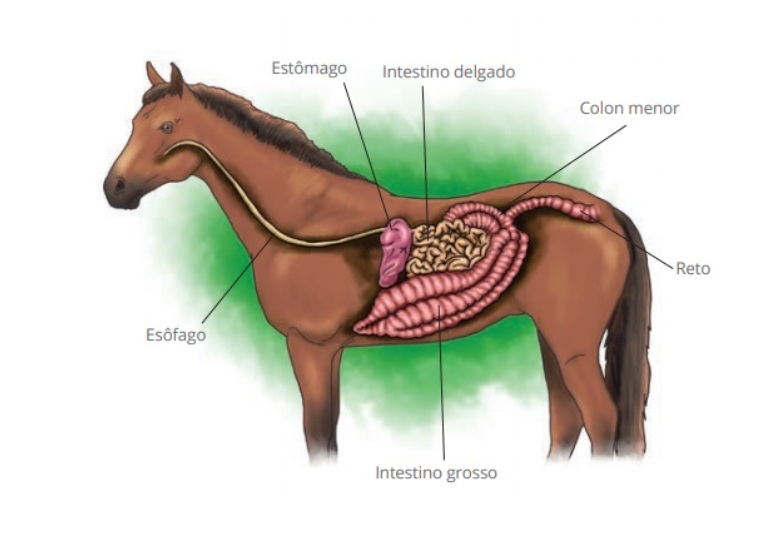 Estômago
Intestino delgado
Colon menor
Reto
Esôfago
Intestino grosso